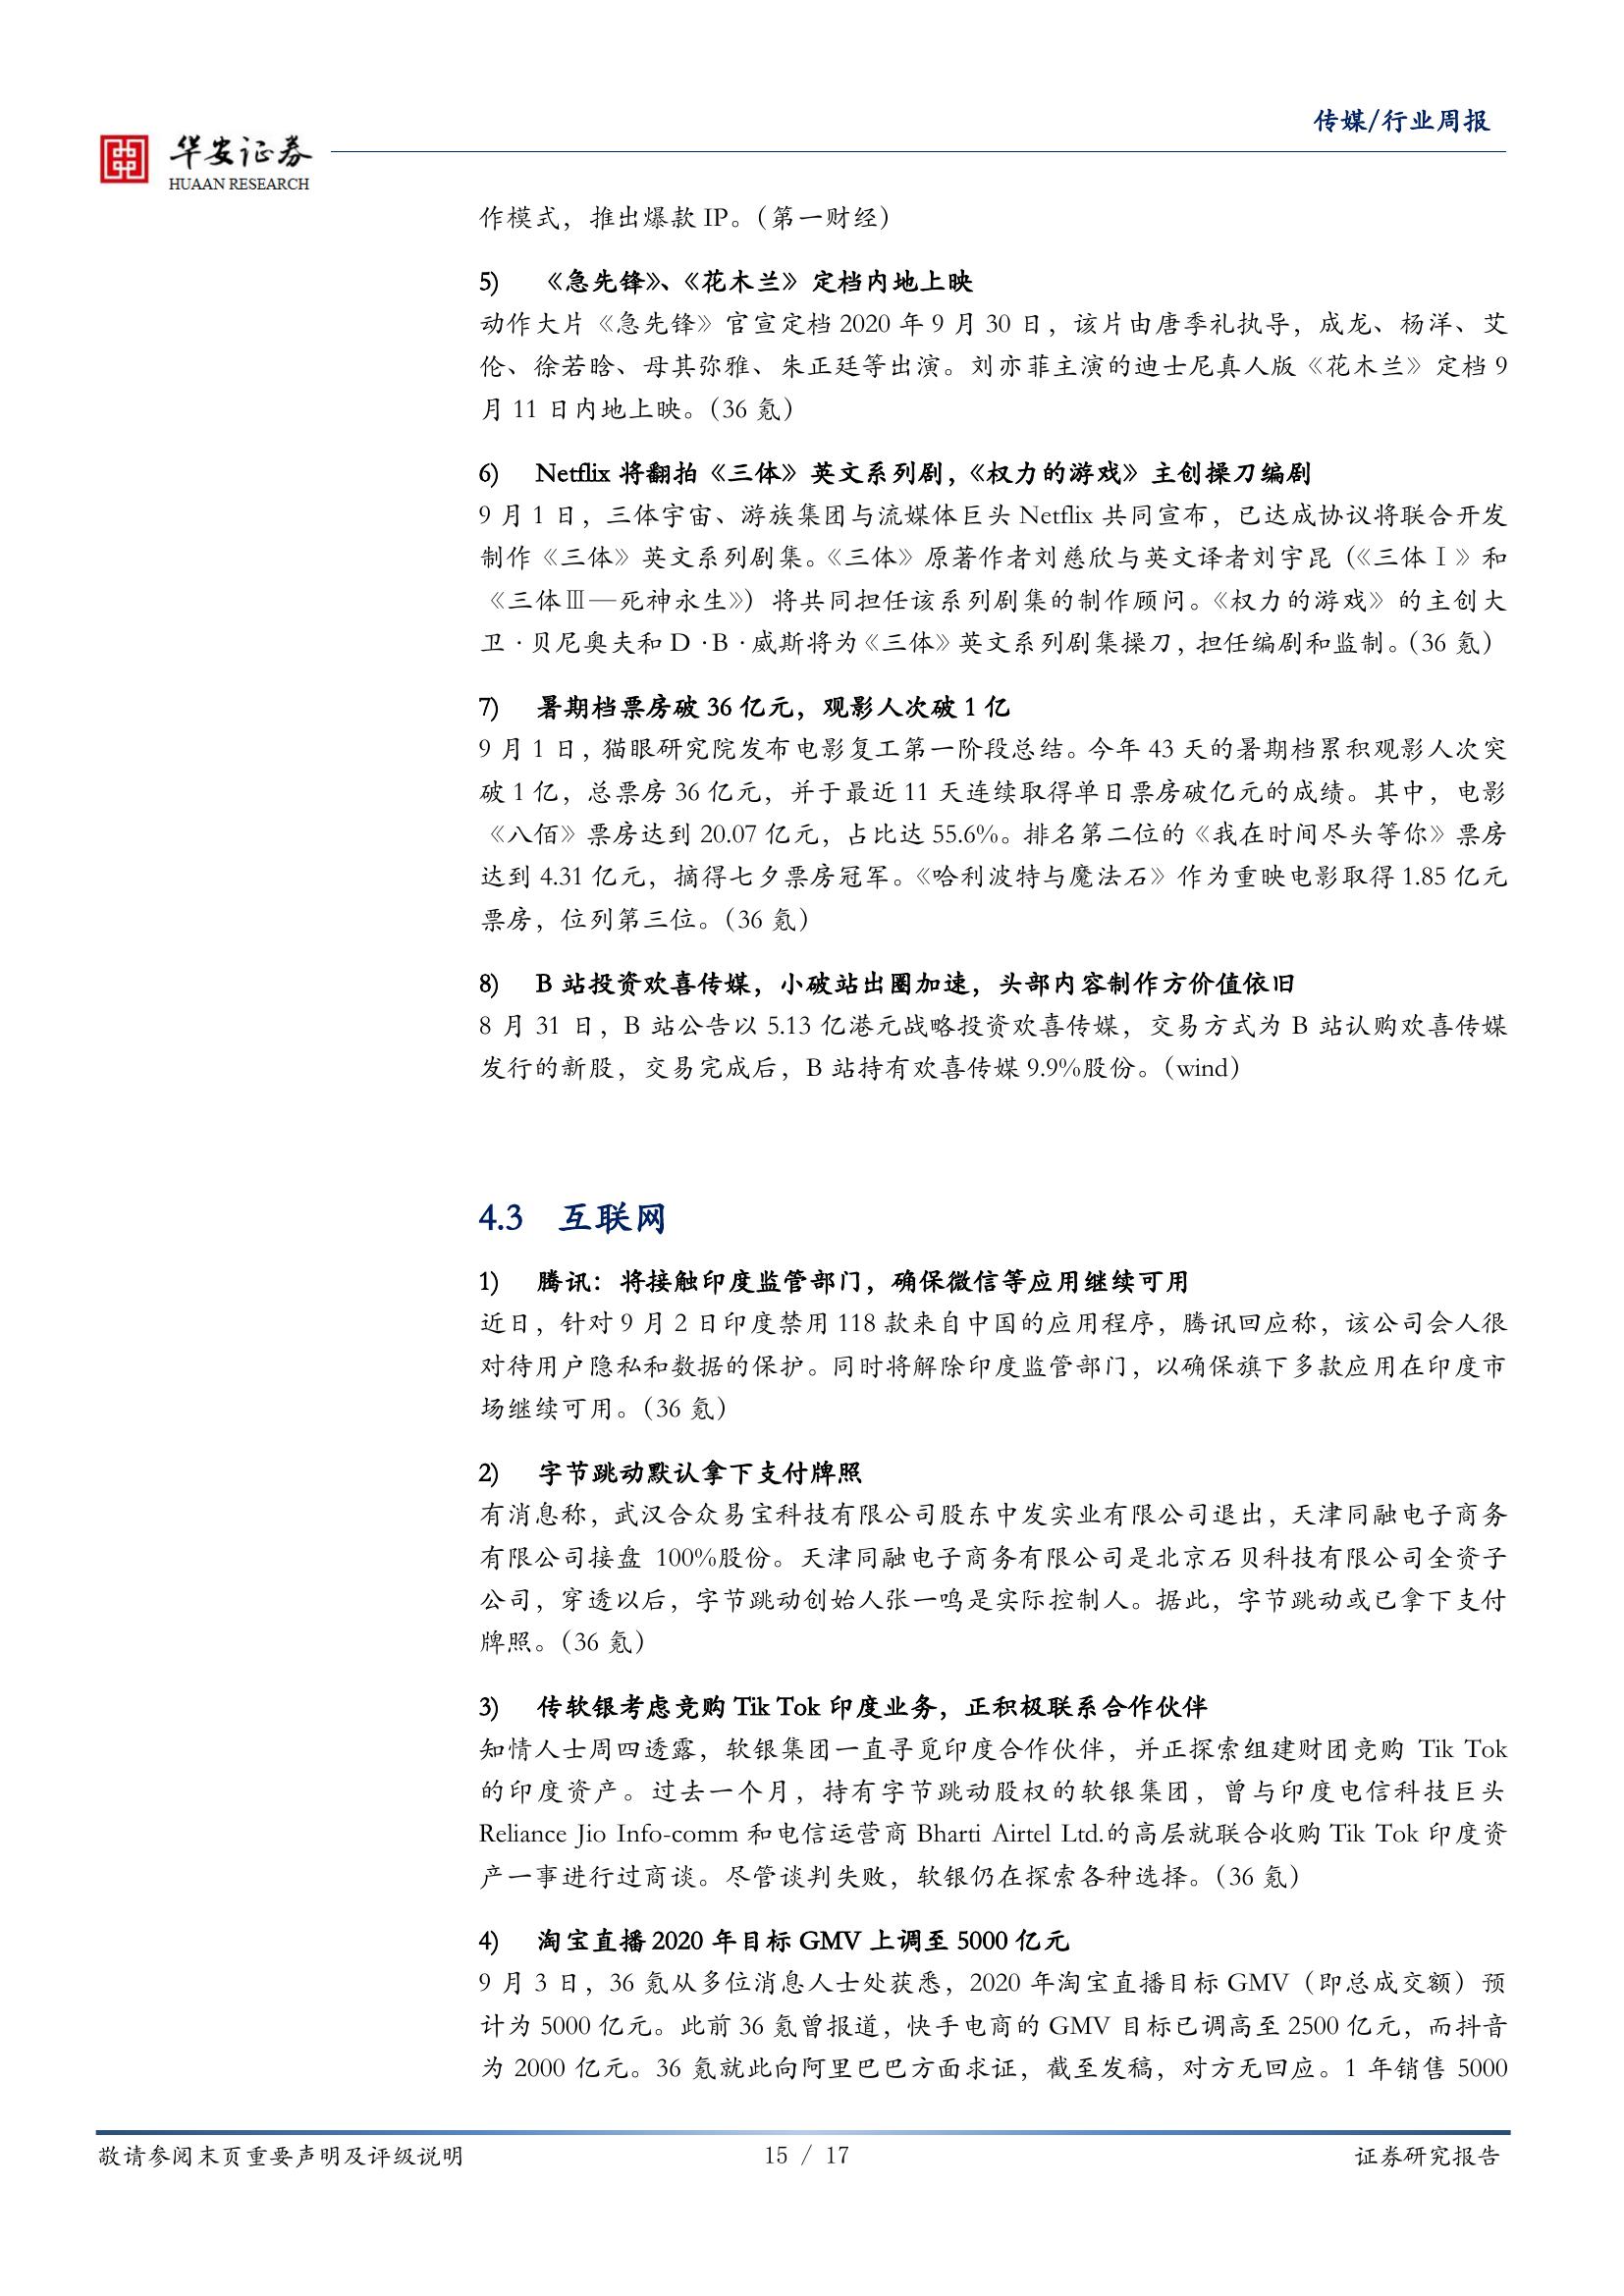 传媒/行业周报
华安证券
HUAAN RESEARCH
作模式，推出爆款 IP。（第一财经）
5) 《急先锋》、《花木兰》定档内地上映
动作大片《急先锋》官宣定档 2020 年 9 月 30 日，该片由唐季礼执导，成龙、杨洋、艾
伦、徐若晗、母其弥雅、朱正廷等出演。刘亦菲主演的迪士尼真人版《花木兰》定档 9
月 11 日内地上映。（36 氪）
6) Netflix 将翻拍《三体》英文系列剧，《权力的游戏》主创操刀编剧
9 月 1 日，三体宇宙、游族集团与流媒体巨头 Netflix 共同宣布，已达成协议将联合开发
制作《三体》英文系列剧集。《三体》原著作者刘慈欣与英文译者刘宇昆（《三体Ⅰ》和
《三体Ⅲ—死神永生》）将共同担任该系列剧集的制作顾问。《权力的游戏》的主创大
卫·贝尼奥夫和 D·B·威斯将为《三体》英文系列剧集操刀，担任编剧和监制。（36 氪）
7) 暑期档票房破 36 亿元，观影人次破 1 亿
9 月 1 日，猫眼研究院发布电影复工第一阶段总结。今年 43 天的暑期档累积观影人次突
破 1 亿，总票房 36 亿元，并于最近 11 天连续取得单日票房破亿元的成绩。其中，电影
《八佰》票房达到 20.07 亿元，占比达 55.6%。排名第二位的《我在时间尽头等你》票房
达到 4.31 亿元，摘得七夕票房冠军。《哈利波特与魔法石》作为重映电影取得 1.85 亿元
票房，位列第三位。（36 氪）
8) B 站投资欢喜传媒，小破站出圈加速，头部内容制作方价值依旧
8 月 31 日，B 站公告以 5.13 亿港元战略投资欢喜传媒，交易方式为 B 站认购欢喜传媒
发行的新股，交易完成后，B 站持有欢喜传媒 9.9%股份。（wind）
4.3 互联网
1) 腾讯：将接触印度监管部门，确保微信等应用继续可用
近日，针对 9 月 2 日印度禁用 118 款来自中国的应用程序，腾讯回应称，该公司会人很
对待用户隐私和数据的保护。同时将解除印度监管部门，以确保旗下多款应用在印度市
场继续可用。（36 氪）
2) 字节跳动默认拿下支付牌照
有消息称，武汉合众易宝科技有限公司股东中发实业有限公司退出，天津同融电子商务
有限公司接盘 100%股份。天津同融电子商务有限公司是北京石贝科技有限公司全资子
公司，穿透以后，字节跳动创始人张一鸣是实际控制人。据此，字节跳动或已拿下支付
牌照。（36 氪）
3) 传软银考虑竞购 Tik Tok 印度业务，正积极联系合作伙伴
知情人士周四透露，软银集团一直寻觅印度合作伙伴，并正探索组建财团竞购 Tik Tok
的印度资产。过去一个月，持有字节跳动股权的软银集团，曾与印度电信科技巨头
Reliance Jio Info-comm 和电信运营商 Bharti Airtel Ltd.的高层就联合收购 Tik Tok 印度资
产一事进行过商谈。尽管谈判失败，软银仍在探索各种选择。（36 氪）
4) 淘宝直播 2020 年目标 GMV 上调至 5000 亿元
9 月 3 日，36 氪从多位消息人士处获悉，2020 年淘宝直播目标 GMV（即总成交额）预
计为 5000 亿元。此前 36 氪曾报道，快手电商的 GMV 目标已调高至 2500 亿元，而抖音
为 2000 亿元。36 氪就此向阿里巴巴方面求证，截至发稿，对方无回应。1 年销售 5000
敬请参阅末页重要声明及评级说明
15 / 17
证券研究报告